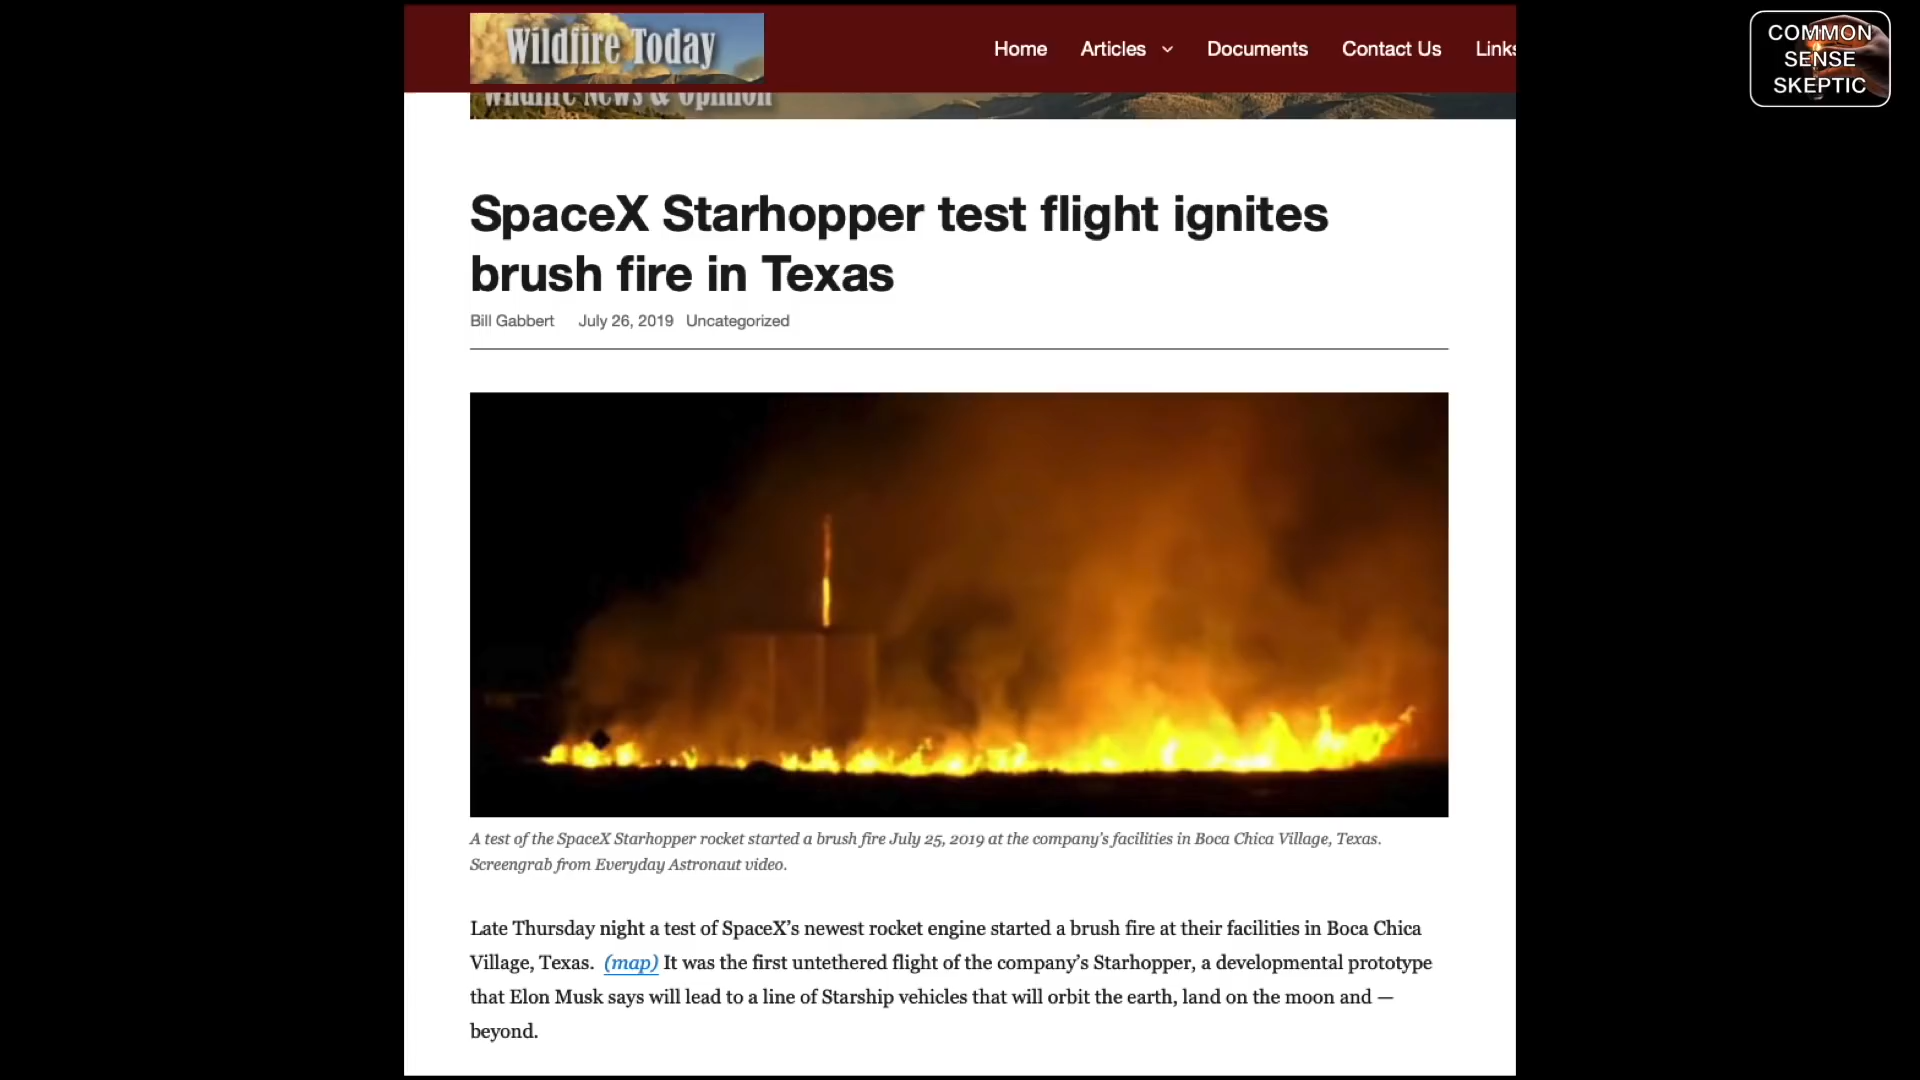 Wildfire Today
Home Articles Documents Contact Us Links
Wildfire News & Opinion
COMMON
SENSE
SKEPTIC
SpaceX Starhopper test flight ignites
brush fire in Texas
Bill Gabbert July 26, 2019 Uncategorized
A test of the SpaceX Starhopper rocket started a brush fire July 25, 2019 at the company's facilities in Boca Chica Village, Texas.
Screengrab from Everyday Astronaut video.
Late Thursday night a test of SpaceX’s newest rocket engine started a brush fire at their facilities in Boca Chica
Village, Texas. (map) It was the first untethered flight of the company’s Starhopper, a developmental prototype
that Elon Musk says will lead to a line of Starship vehicles that will orbit the earth, land on the moon and —
beyond.